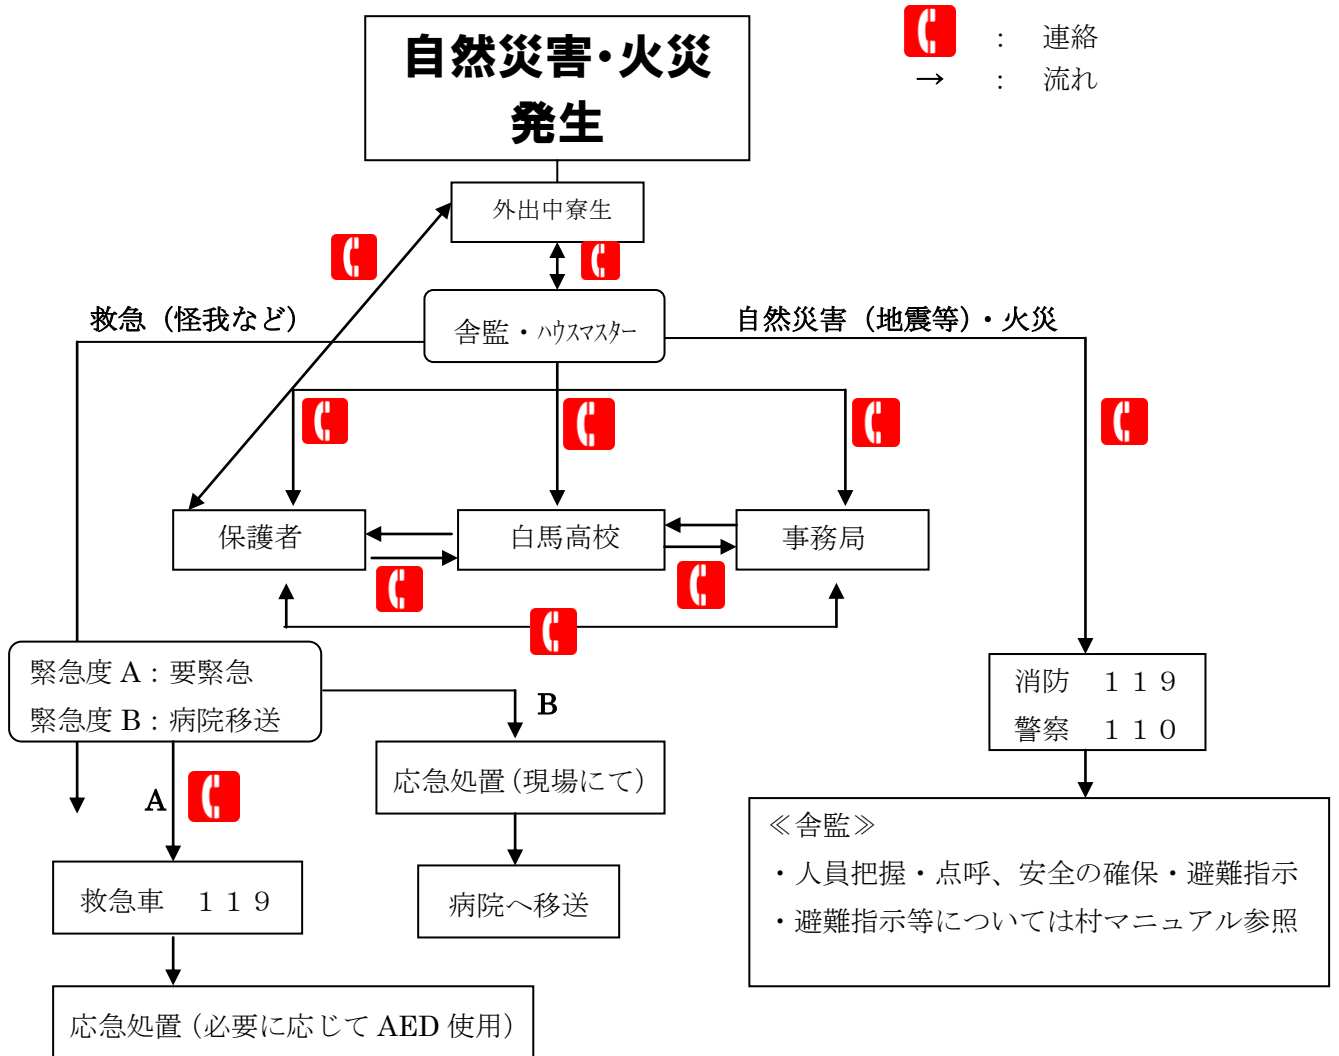 自然災害・火災
発生
： 連絡
→ ： 流れ
外出中寮生
救急（怪我など）
舎監・ﾊｳｽﾏｽﾀｰ
自然災害（地震等）・火災
保護者
白馬高校
事務局
緊急度 A：要緊急
緊急度 B：病院移送
B
消防 １１９
警察 １１０
応急処置（現場にて）
A
≪舎監≫
・人員把握・点呼、安全の確保・避難指示
・避難指示等については村マニュアル参照
救急車 １１９
病院へ移送
応急処置（必要に応じて AED 使用）